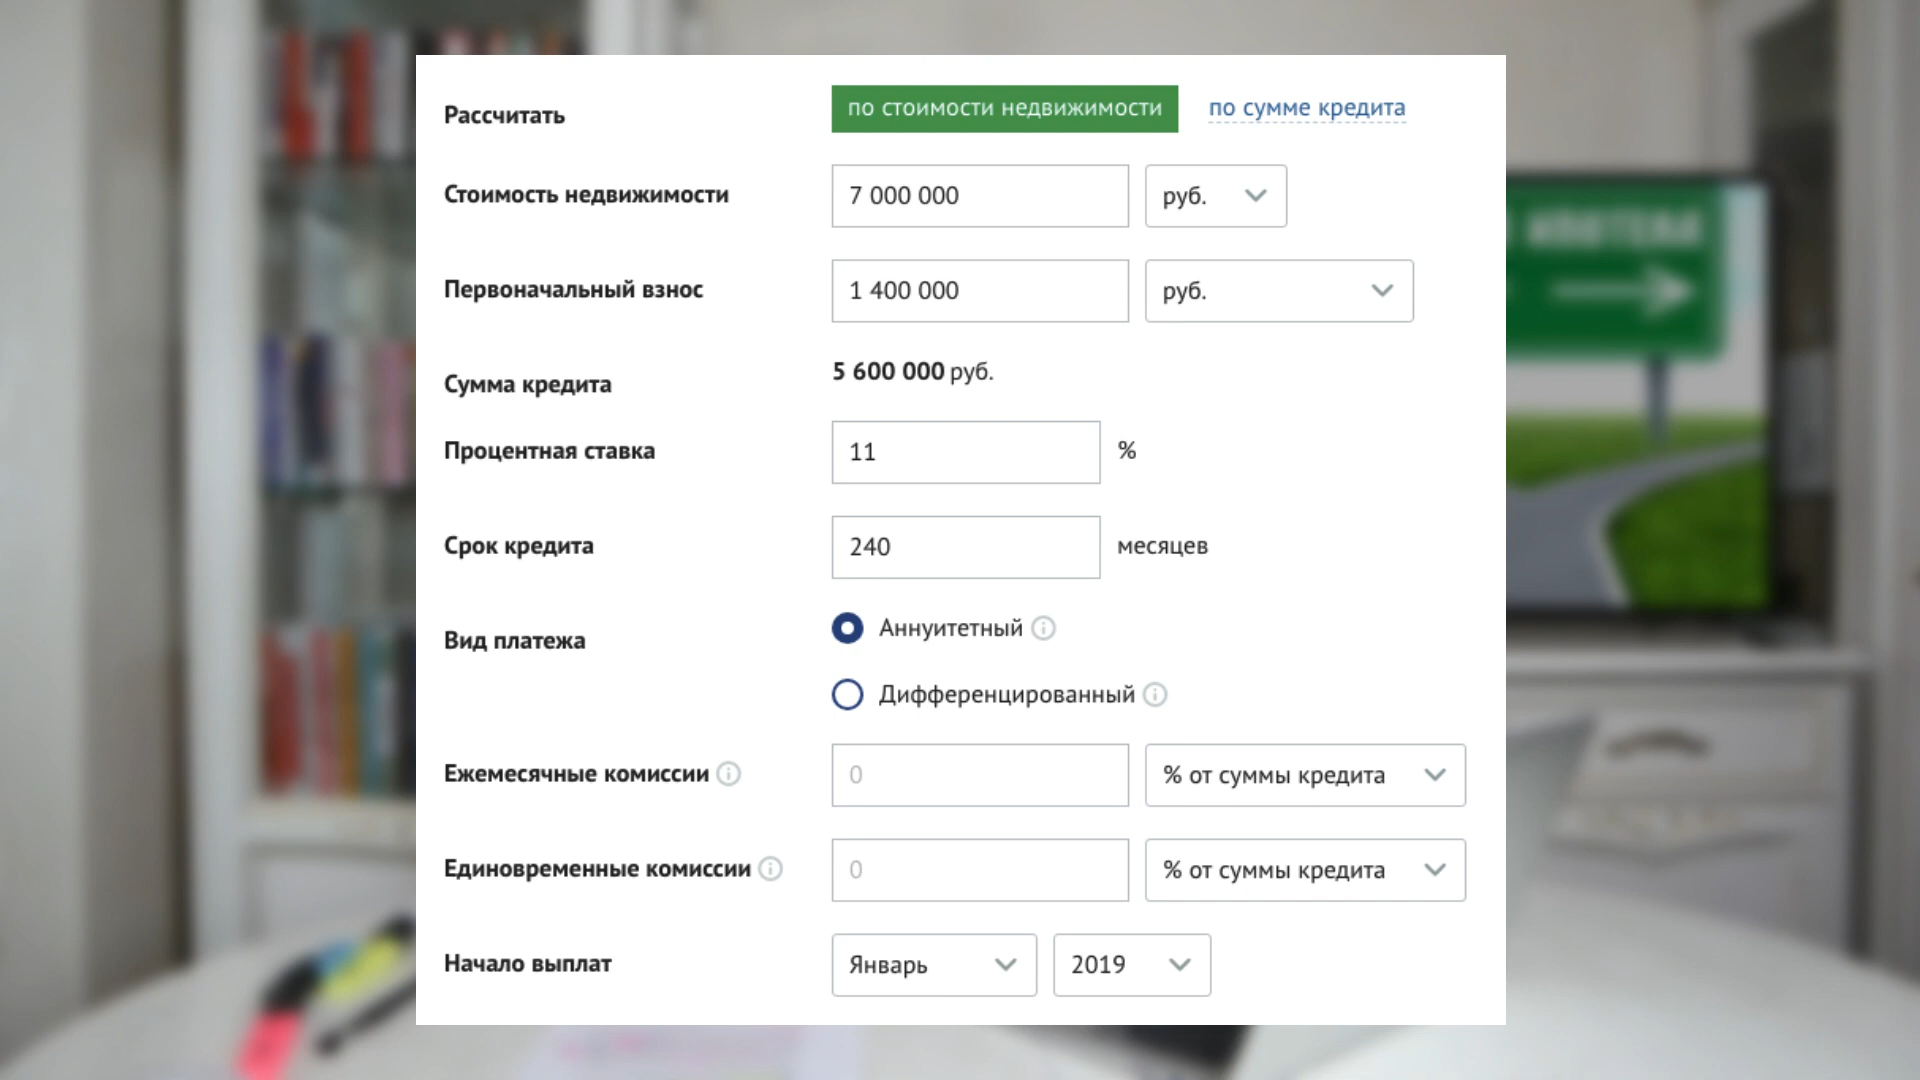 Рассчитать
по стоимости недвижимости
по сумме кредита
Стоимость недвижимости
7 000 000
руб.
Первоначальный взнос
1 400 000
руб.
Сумма кредита
5 600 000 руб.
Процентная ставка
11
%
Срок кредита
240
месяцев
Вид платежа
Аннуитетный
Дифференцированный
Ежемесячные комиссии
0
% от суммы кредита
Единовременные комиссии
0
% от суммы кредита
Начало выплат
Январь
2019
ИПОТЕКА